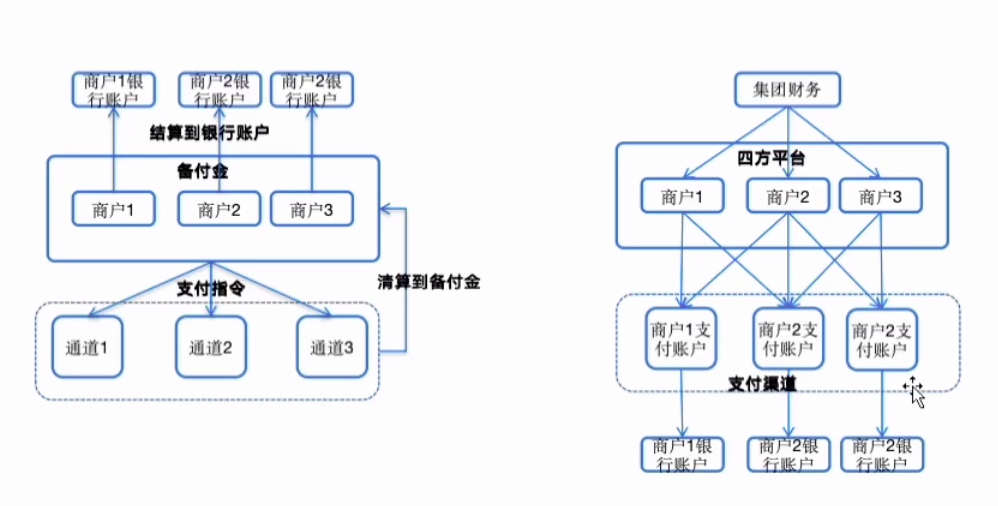 商户1银
行账户
商户2银
行账户
商户2银
行账户
结算到银行账户
备付金
商户1
商户2
商户3
清算到备付金
支付指令
通道1
通道2
通道3
集团财务
四方平台
商户1
商户2
商户3
商户1支
付账户
商户2支
付账户
商户2支
付账户
支付渠道
商户1银
行账户
商户2银
行账户
商户2银
行账户